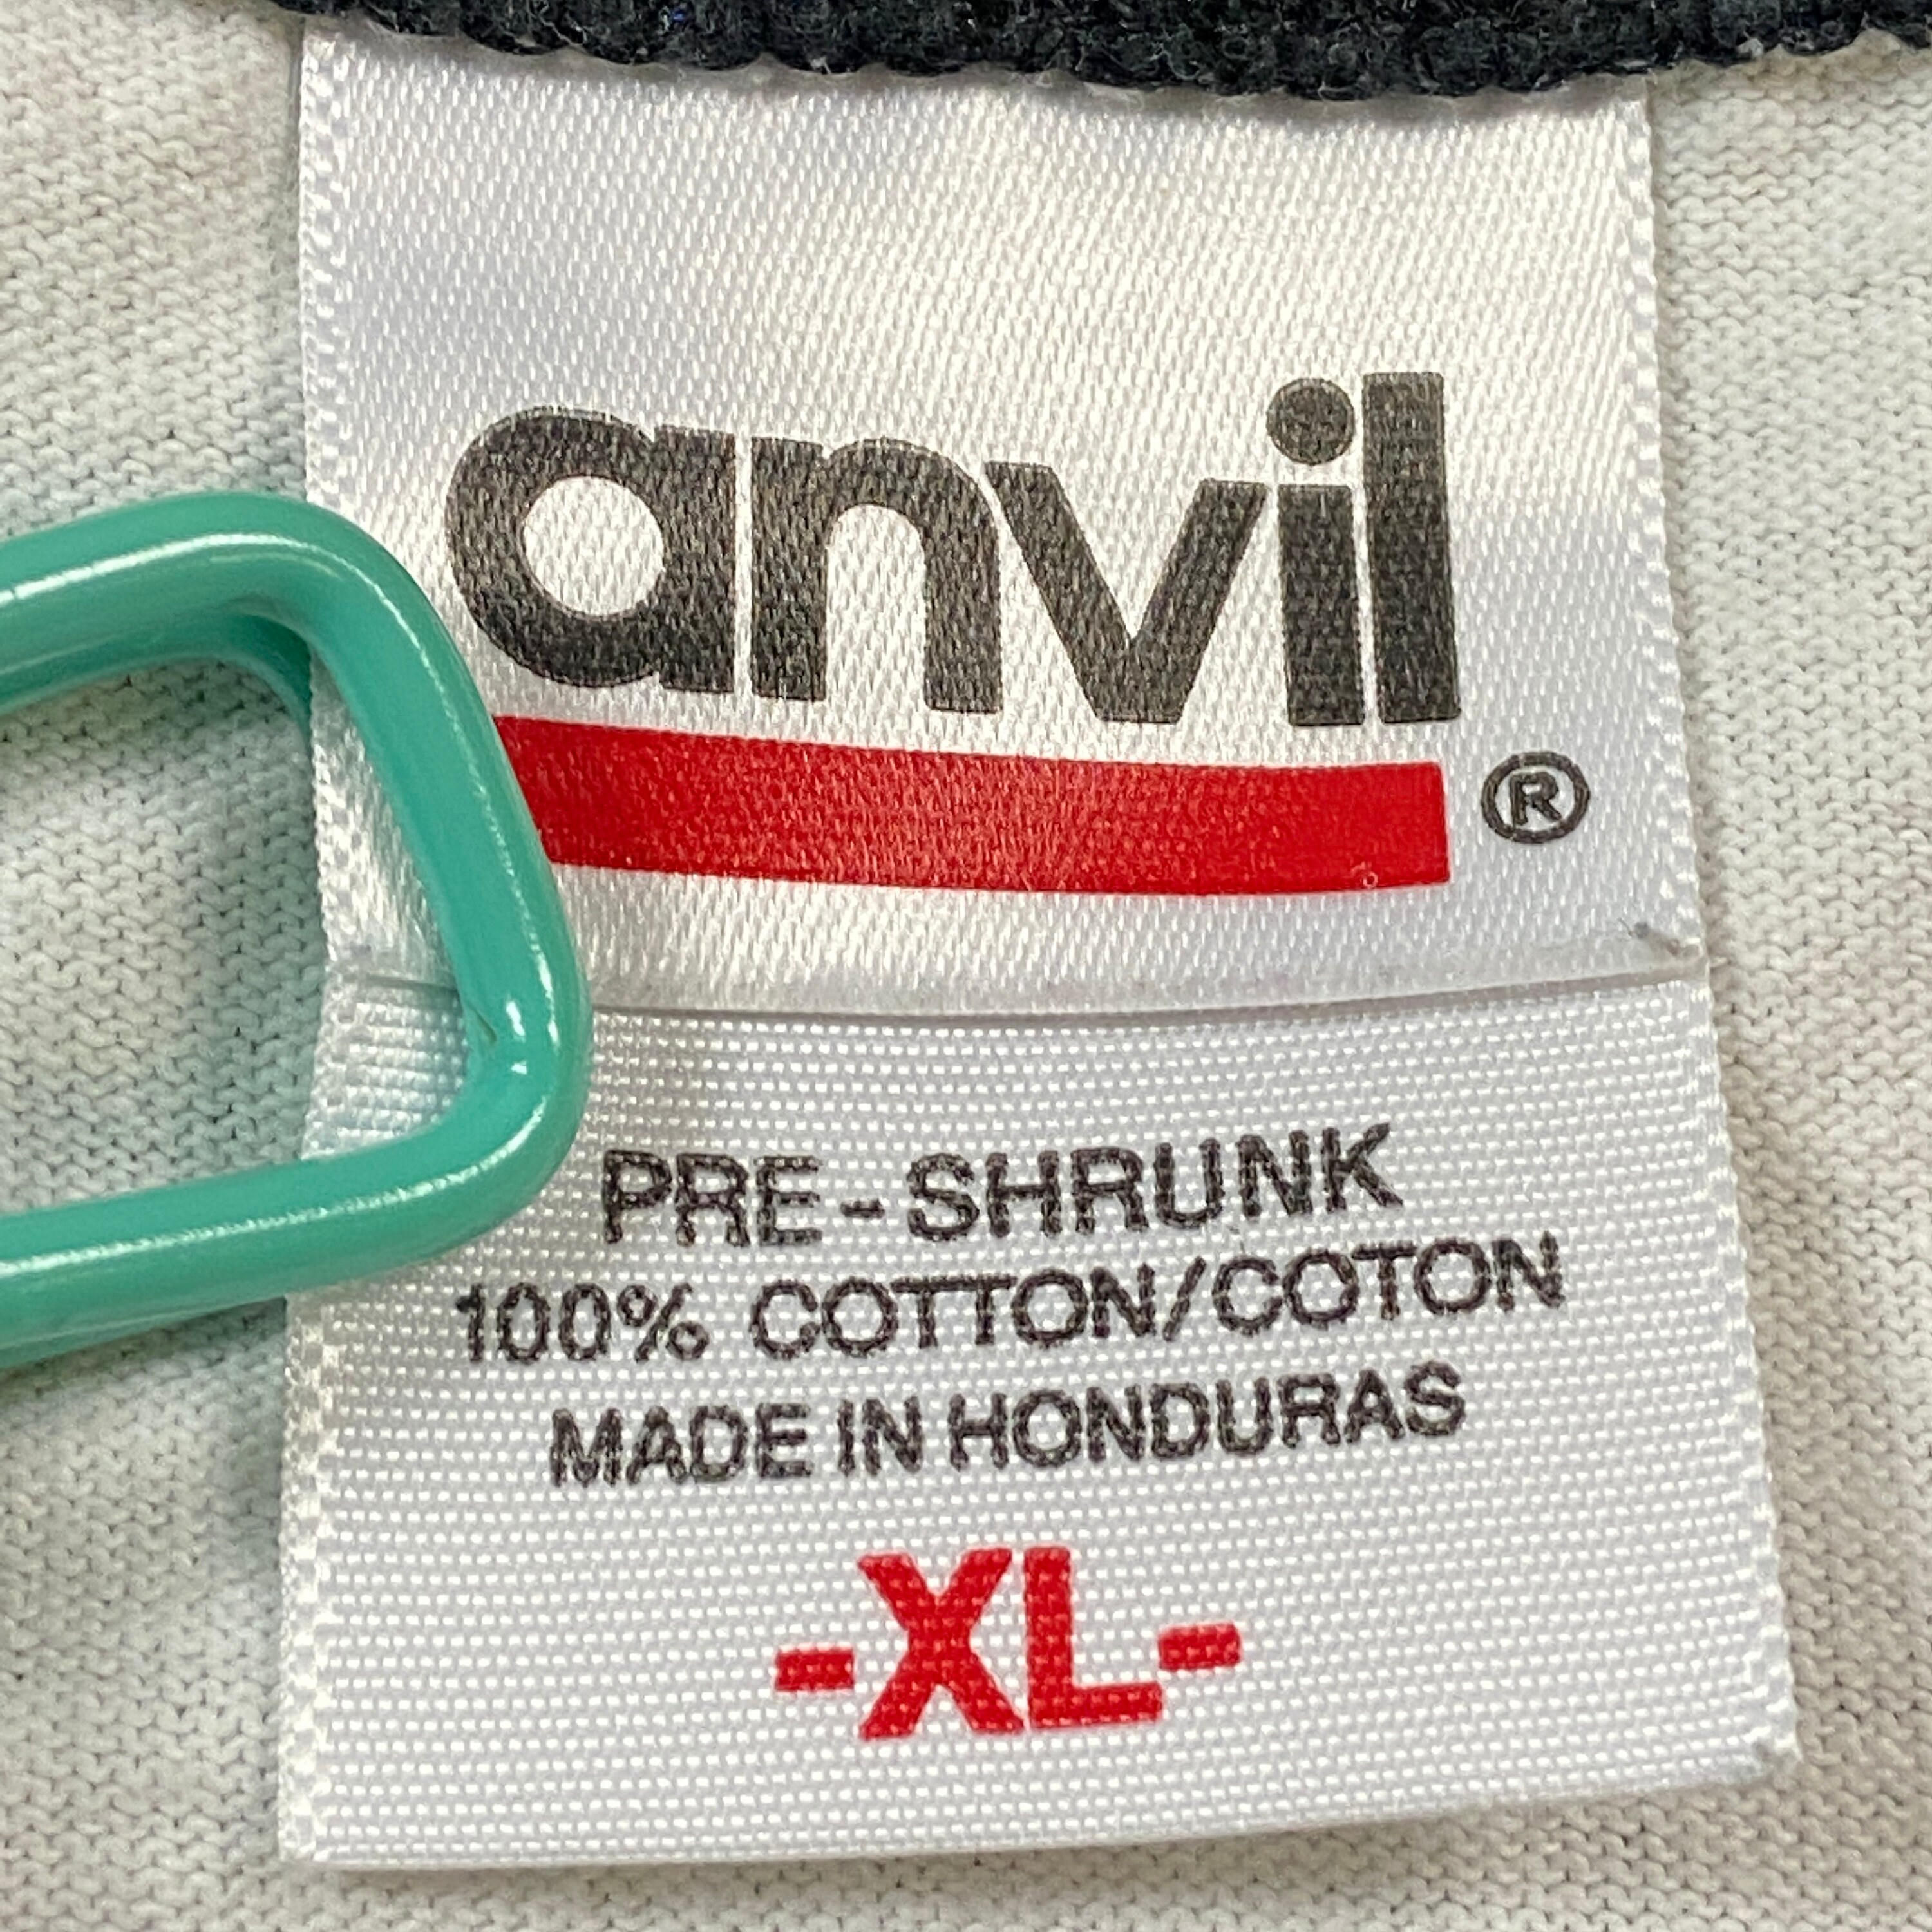 anvil
®
PRE-SHRUNK
100% COTTON/COTON
MADE IN HONDURAS
-XL-